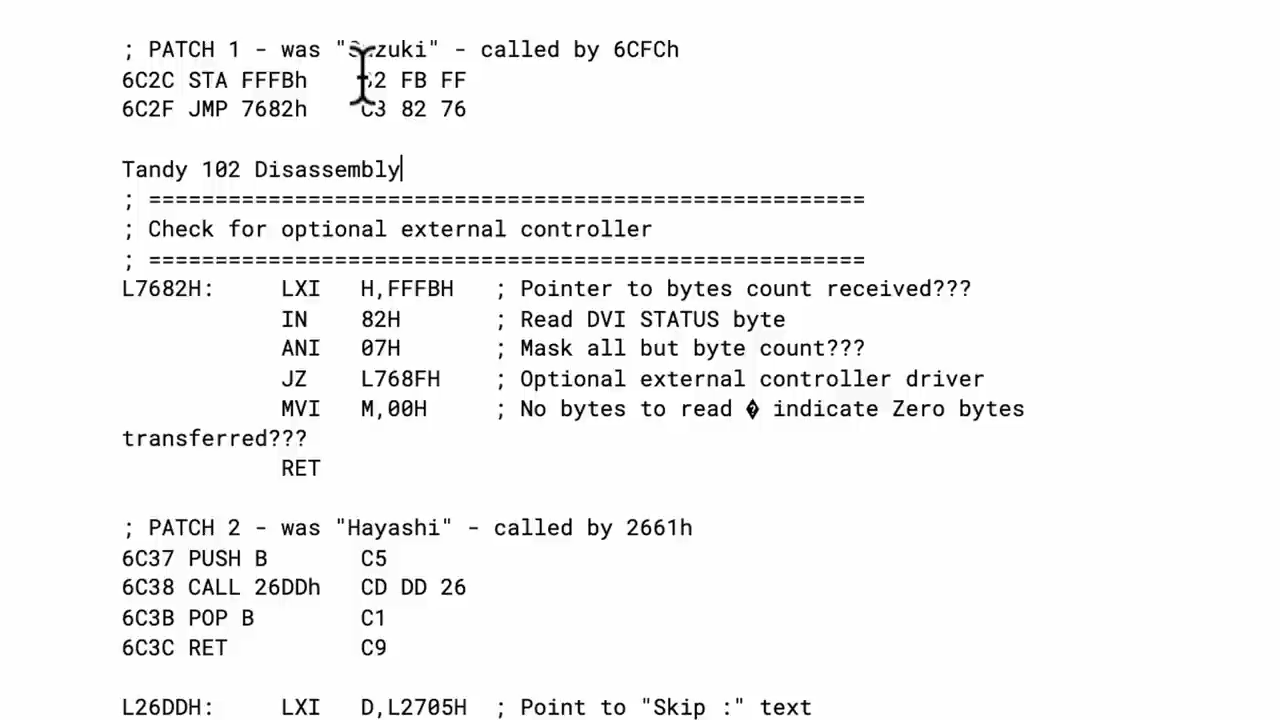 ; PATCH 1 - was "Suzuki" - called by 6CFCh
6C2C STA FFFBh    32 FB FF
6C2F JMP 7682h    C3 82 76
Tandy 102 Disassembly
; ======================================================
; Check for optional external controller
; ======================================================
L7682H:     LXI   H,FFFBH   ; Pointer to bytes count received???
            IN    82H       ; Read DVI STATUS byte
            ANI   07H       ; Mask all but byte count???
            JZ    L768FH    ; Optional external controller driver
            MVI   M,00H     ; No bytes to read � indicate Zero bytes
transferred???
            RET
; PATCH 2 - was "Hayashi" - called by 2661h
6C37 PUSH B       C5
6C38 CALL 26DDh   CD DD 26
6C3B POP B        C1
6C3C RET          C9
L26DDH:     LXI   D,L2705H  ; Point to "Skip :" text